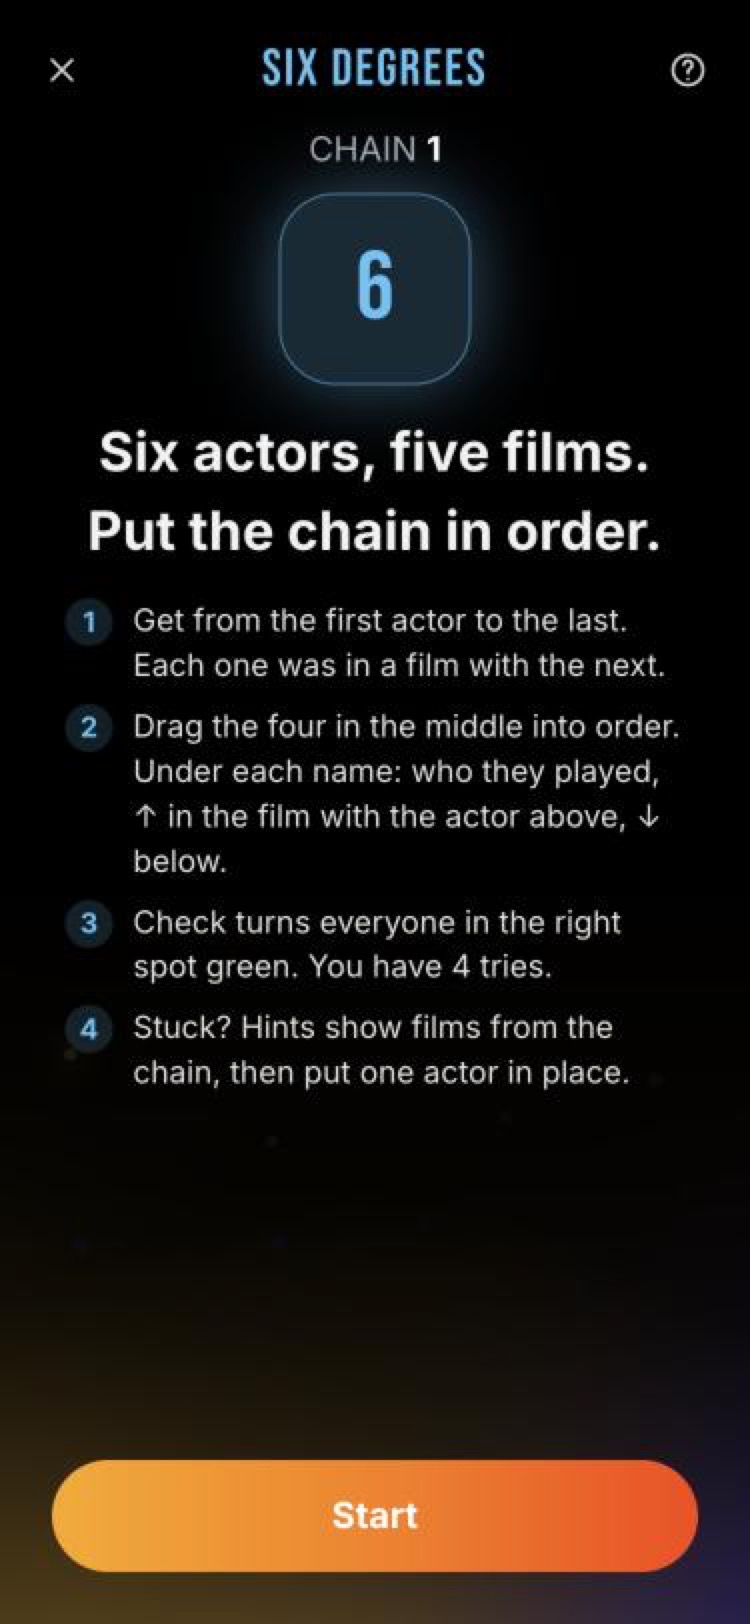 SIX DEGREES
CHAIN 1
6
Six actors, five films.
Put the chain in order.
1 Get from the first actor to the last.
Each one was in a film with the next.
2 Drag the four in the middle into order.
Under each name: who they played,
↑ in the film with the actor above, ↓
below.
3 Check turns everyone in the right
spot green. You have 4 tries.
4 Stuck? Hints show films from the
chain, then put one actor in place.
Start